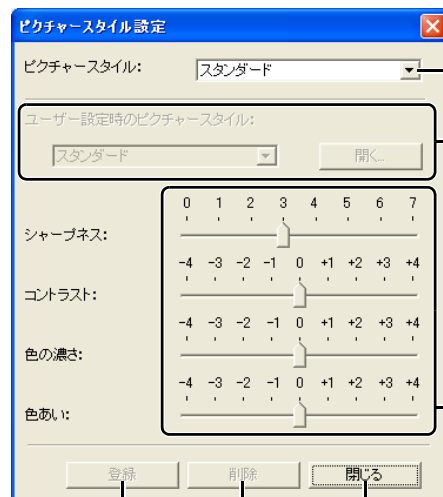 ピクチャースタイル設定
ピクチャースタイル: スタンダード
ユーザー設定時のピクチャースタイル:
スタンダード 開く...
0 1 2 3 4 5 6 7
シャープネス:
-4 -3 -2 -1 0 +1 +2 +3 +4
コントラスト:
-4 -3 -2 -1 0 +1 +2 +3 +4
色の濃さ:
-4 -3 -2 -1 0 +1 +2 +3 +4
色あい:
登録 削除 閉じる